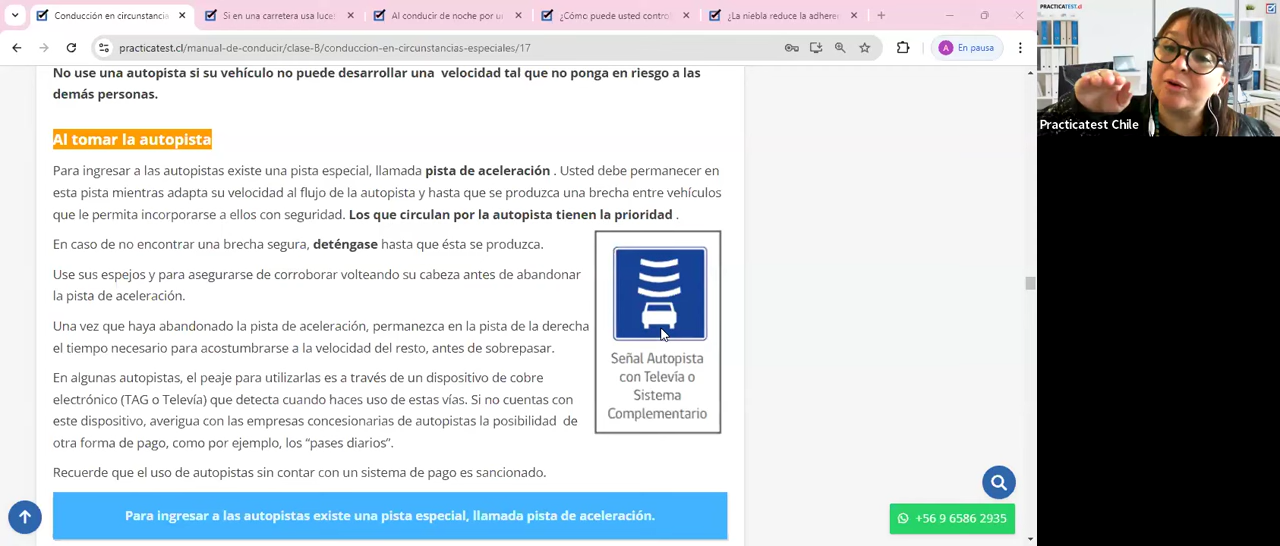 Conducción en circunstancias
Si en una carretera usa luce
Al conducir de noche por un
¿Cómo puede usted control
¿La niebla reduce la adheren
practicatest.cl/manual-de-conducir/clase-B/conduccion-en-circunstancias-especiales/17
A En pausa
PRACTICATEST.cl
Practicatest Chile
No use una autopista si su vehículo no puede desarrollar una velocidad tal que no ponga en riesgo a las
demás personas.
Al tomar la autopista
Para ingresar a las autopistas existe una pista especial, llamada pista de aceleración . Usted debe permanecer en
esta pista mientras adapta su velocidad al flujo de la autopista y hasta que se produzca una brecha entre vehículos
que le permita incorporarse a ellos con seguridad. Los que circulan por la autopista tienen la prioridad .
En caso de no encontrar una brecha segura, deténgase hasta que ésta se produzca.
Use sus espejos y para asegurarse de corroborar volteando su cabeza antes de abandonar
la pista de aceleración.
Una vez que haya abandonado la pista de aceleración, permanezca en la pista de la derecha
el tiempo necesario para acostumbrarse a la velocidad del resto, antes de sobrepasar.
En algunas autopistas, el peaje para utilizarlas es a través de un dispositivo de cobre
electrónico (TAG o Televía) que detecta cuando haces uso de estas vías. Si no cuentas con
este dispositivo, averigua con las empresas concesionarias de autopistas la posibilidad de
otra forma de pago, como por ejemplo, los “pases diarios”.
Recuerde que el uso de autopistas sin contar con un sistema de pago es sancionado.
Señal Autopista
con Televía o
Sistema
Complementario
Para ingresar a las autopistas existe una pista especial, llamada pista de aceleración.
+56 9 6586 2935